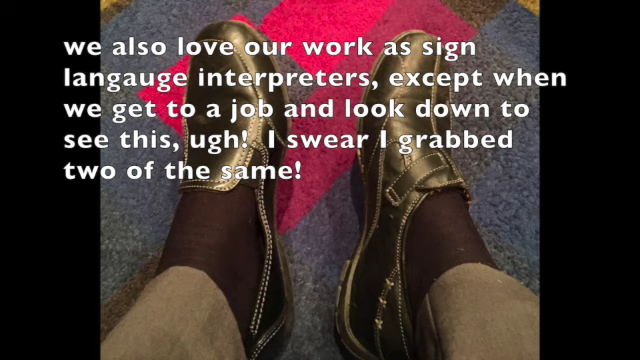 we also love our work as sign
langauge interpreters, except when
we get to a job and look down to
see this, ugh!  I swear I grabbed
two of the same!